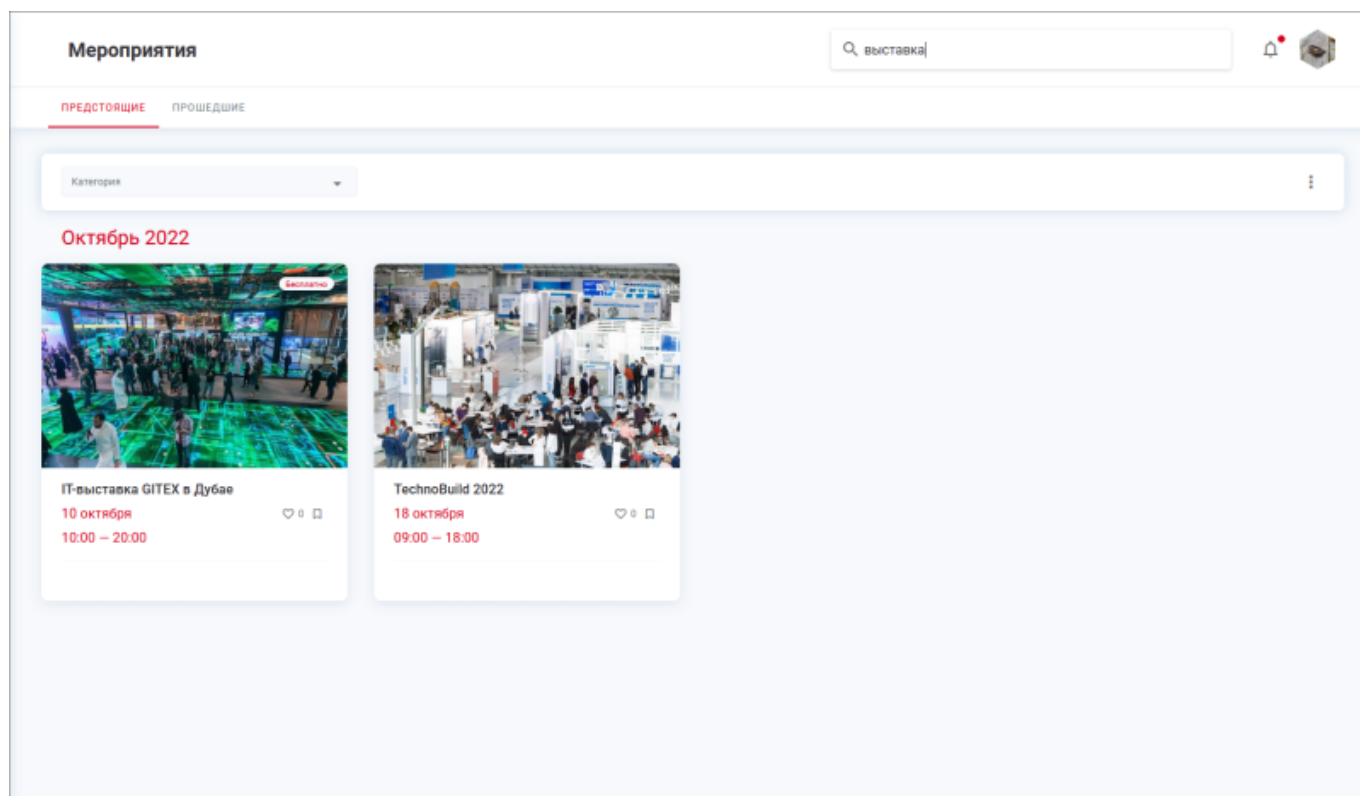 Мероприятия
выставка
ПРЕДСТОЯЩИЕ ПРОШЕДШИЕ
Категория
Октябрь 2022
Бесплатно
IT-выставка GITEX в Дубае
10 октября
0
10:00 — 20:00
TechnoBuild 2022
18 октября
0
09:00 — 18:00